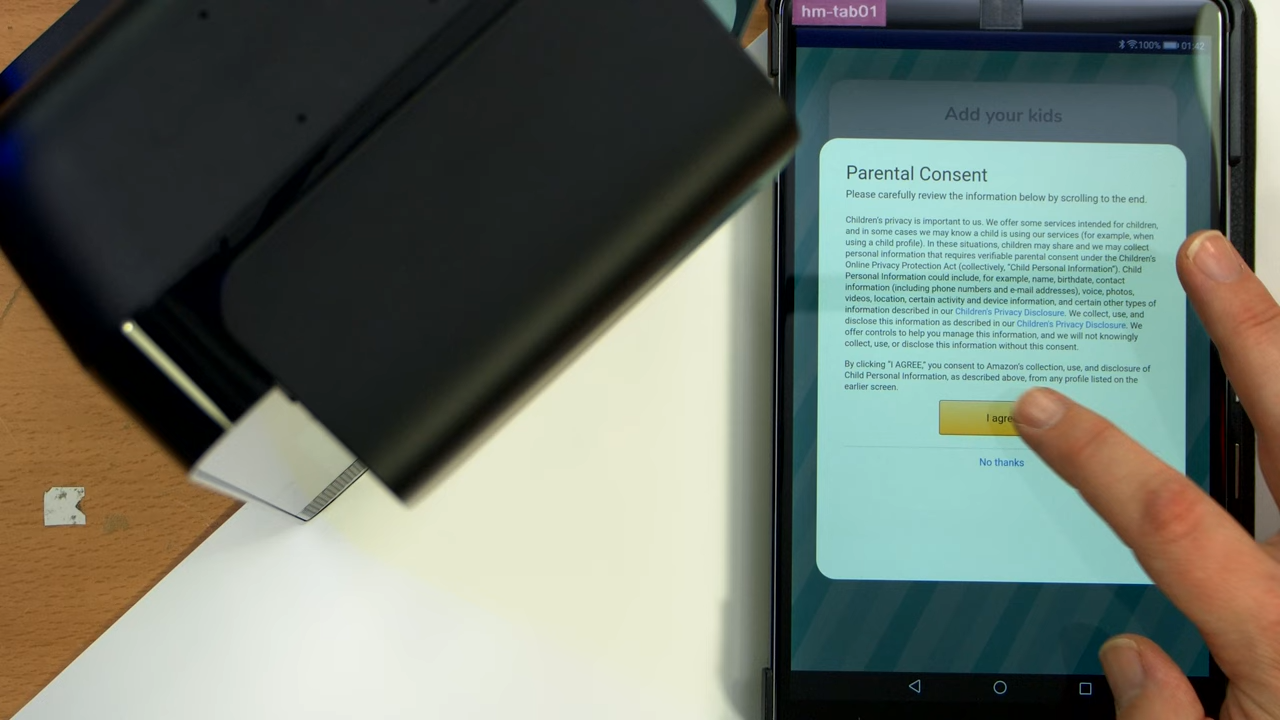 hm-tab01
100% 01:42
Add your kids
Parental Consent
Please carefully review the information below by scrolling to the end.
Children's privacy is important to us. We offer some services intended for children,
and in some cases we may know a child is using our services (for example, when
using a child profile). In these situations, children may share and we may collect
personal information that requires verifiable parental consent under the Children's
Online Privacy Protection Act (collectively, "Child Personal Information"). Child
Personal Information could include, for example, name, birthdate, contact
information (including phone numbers and e-mail addresses), voice, photos,
videos, location, certain activity and device information, and certain other types of
information described in our Children's Privacy Disclosure. We collect, use, and
disclose this information as described in our Children's Privacy Disclosure. We
offer controls to help you manage this information, and we will not knowingly
collect, use, or disclose this information without this consent.
By clicking "I AGREE," you consent to Amazon's collection, use, and disclosure of
Child Personal Information, as described above, from any profile listed on the
earlier screen.
I agre
No thanks